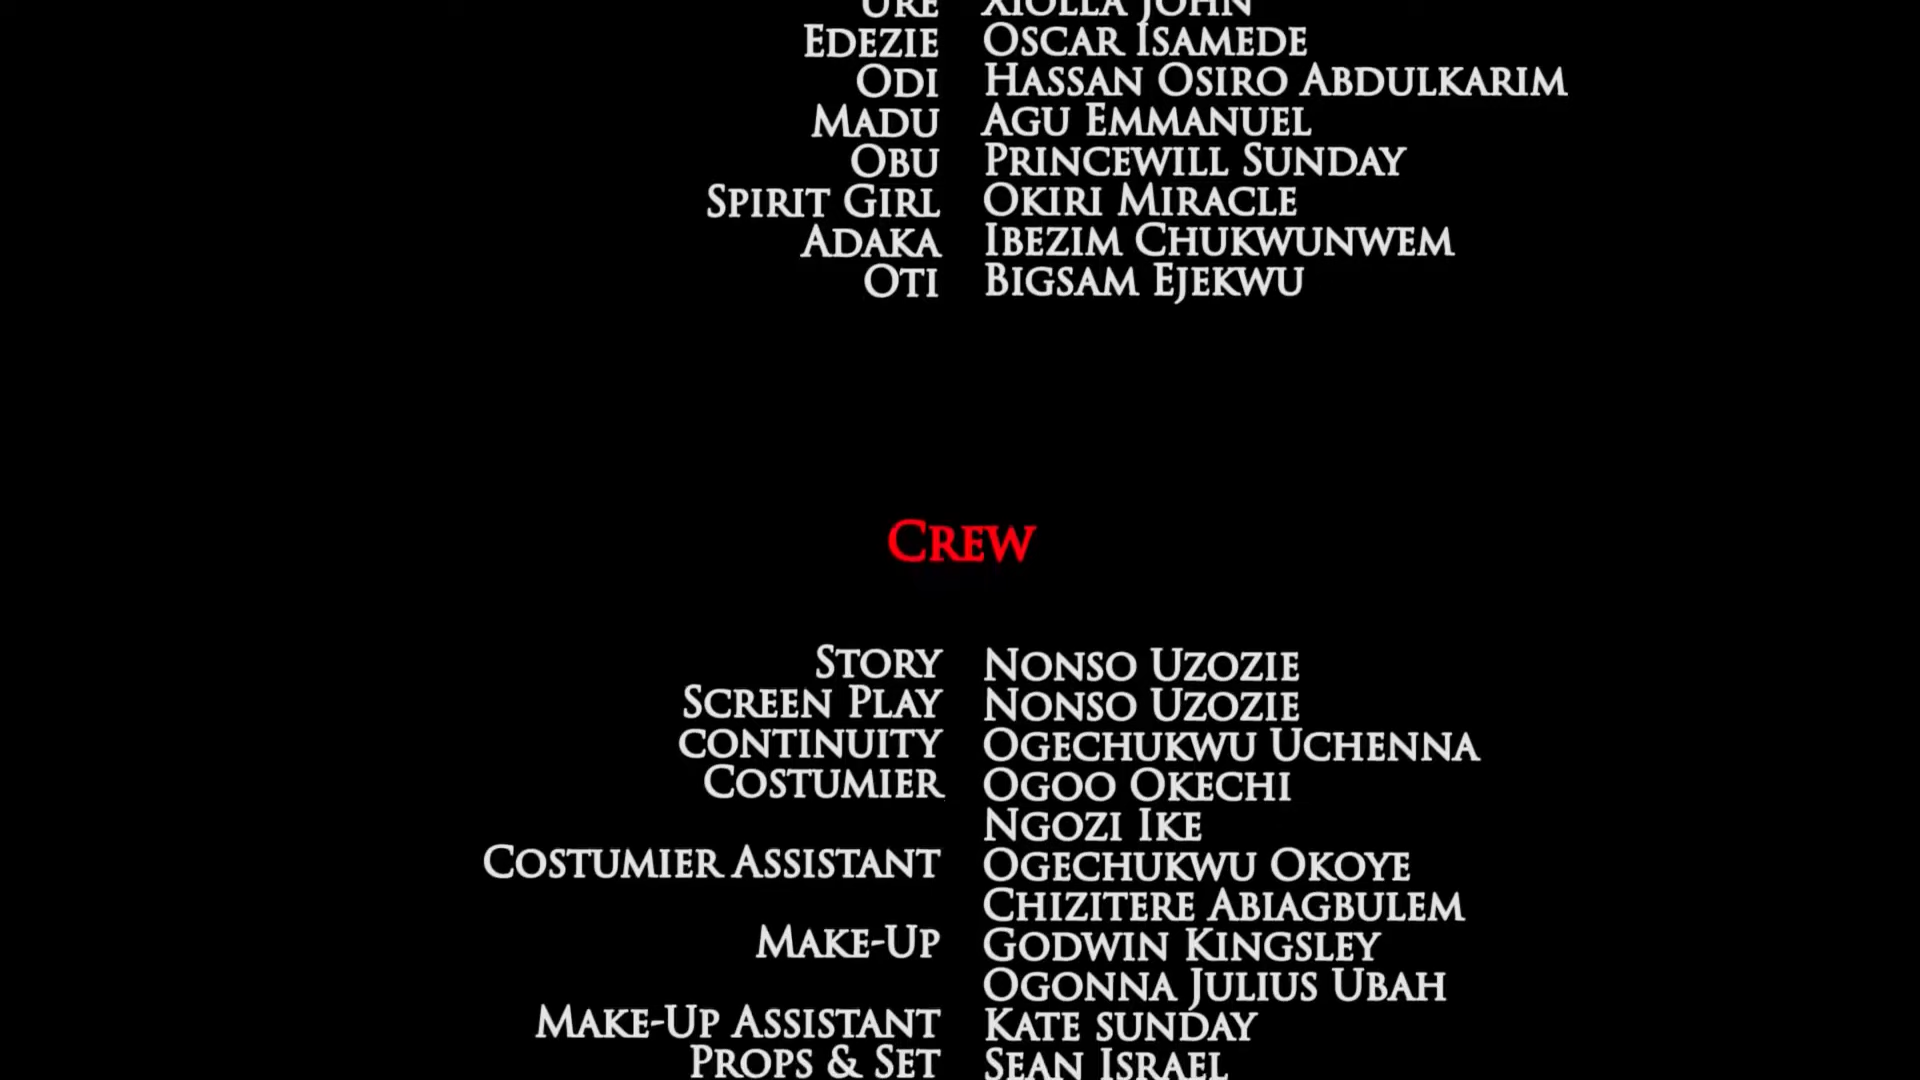 Ure Xiolla John
Edezie Oscar Isamede
Odi Hassan Osiro Abdulkarim
Madu Agu Emmanuel
Obu Princewill Sunday
Spirit Girl Okiri Miracle
Adaka Ibezim Chukwunwem
Oti Bigsam Ejekwu
Crew
Story Nonso Uzozie
Screen Play Nonso Uzozie
continuity Ogechukwu Uchenna
Costumier Ogoo Okechi
Ngozi Ike
Costumier Assistant Ogechukwu Okoye
Chizitere Abiagbulem
Make-Up Godwin Kingsley
Ogonna Julius Ubah
Make-Up Assistant Kate sunday
Props & Set Sean Israel